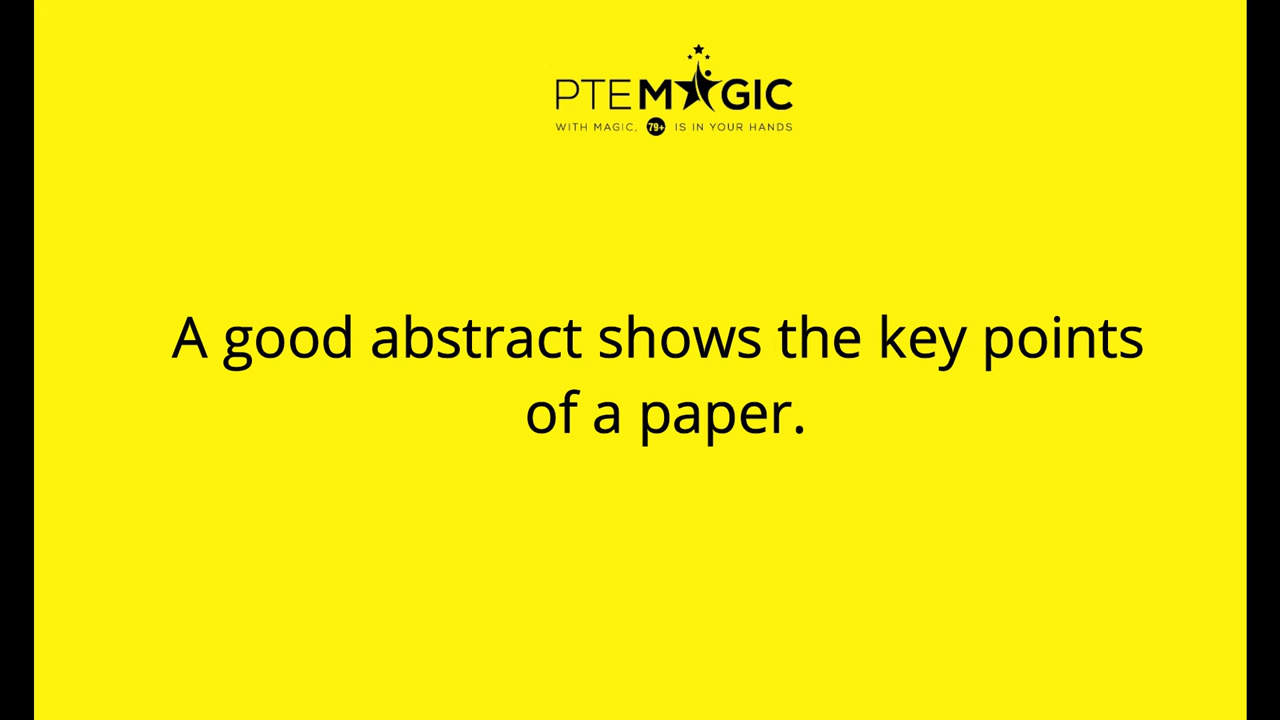 PTEMAGIC
WITH MAGIC, 79+ IS IN YOUR HANDS
A good abstract shows the key points
of a paper.